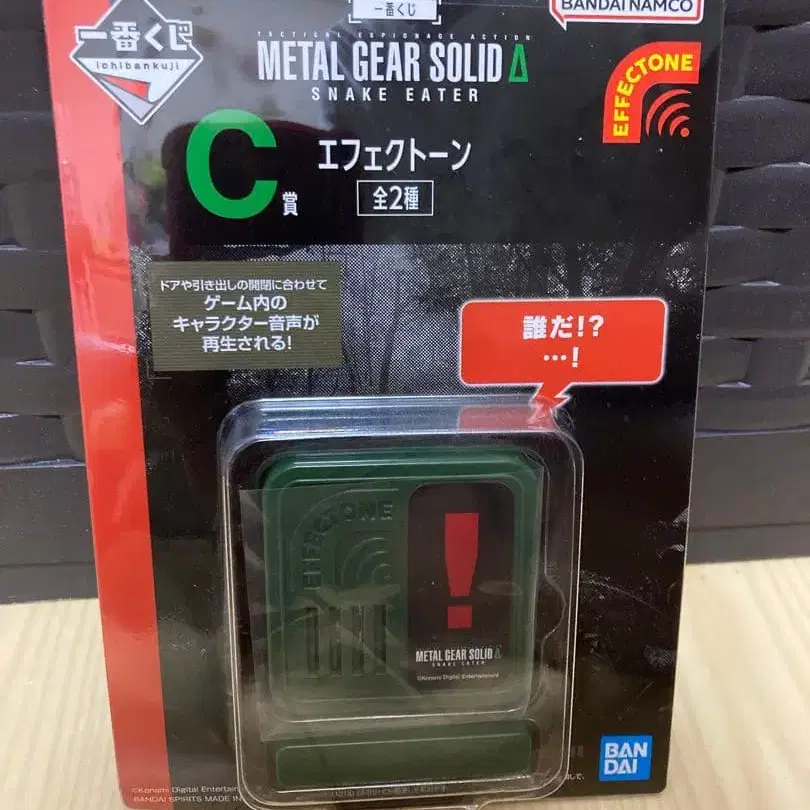 一番くじ
ichibankuji
一番くじ
BANDAI NAMCO
TACTICAL ESPIONAGE ACTION
METAL GEAR SOLID Δ
SNAKE EATER
EFFECTONE
C賞
エフェクトーン
全2種
ドアや引き出しの開閉に合わせて
ゲーム内の
キャラクター音声が
再生される!
誰だ!?
…!
EFFECTONE
!
METAL GEAR SOLID Δ
SNAKE EATER
©Konami Digital Entertainment
BAN
DAI
©Konami Digital Entertai
BANDAI SPIRITS MADE IN